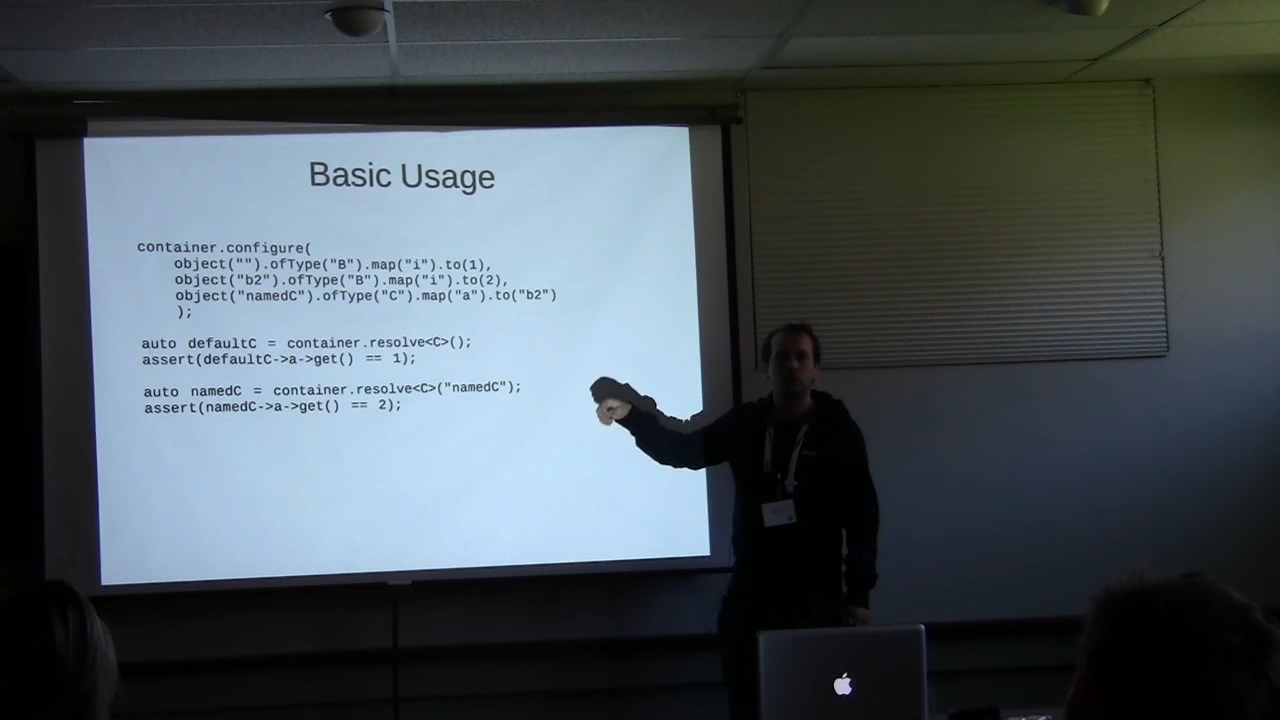 Basic Usage
container.configure(
object("").ofType("B").map("i").to(1),
object("b2").ofType("B").map("i").to(2),
object("namedC").ofType("C").map("a").to("b2")
);
auto defaultC = container.resolve<C>();
assert(defaultC->a->get() == 1);
auto namedC = container.resolve<C>("namedC");
assert(namedC->a->get() == 2);